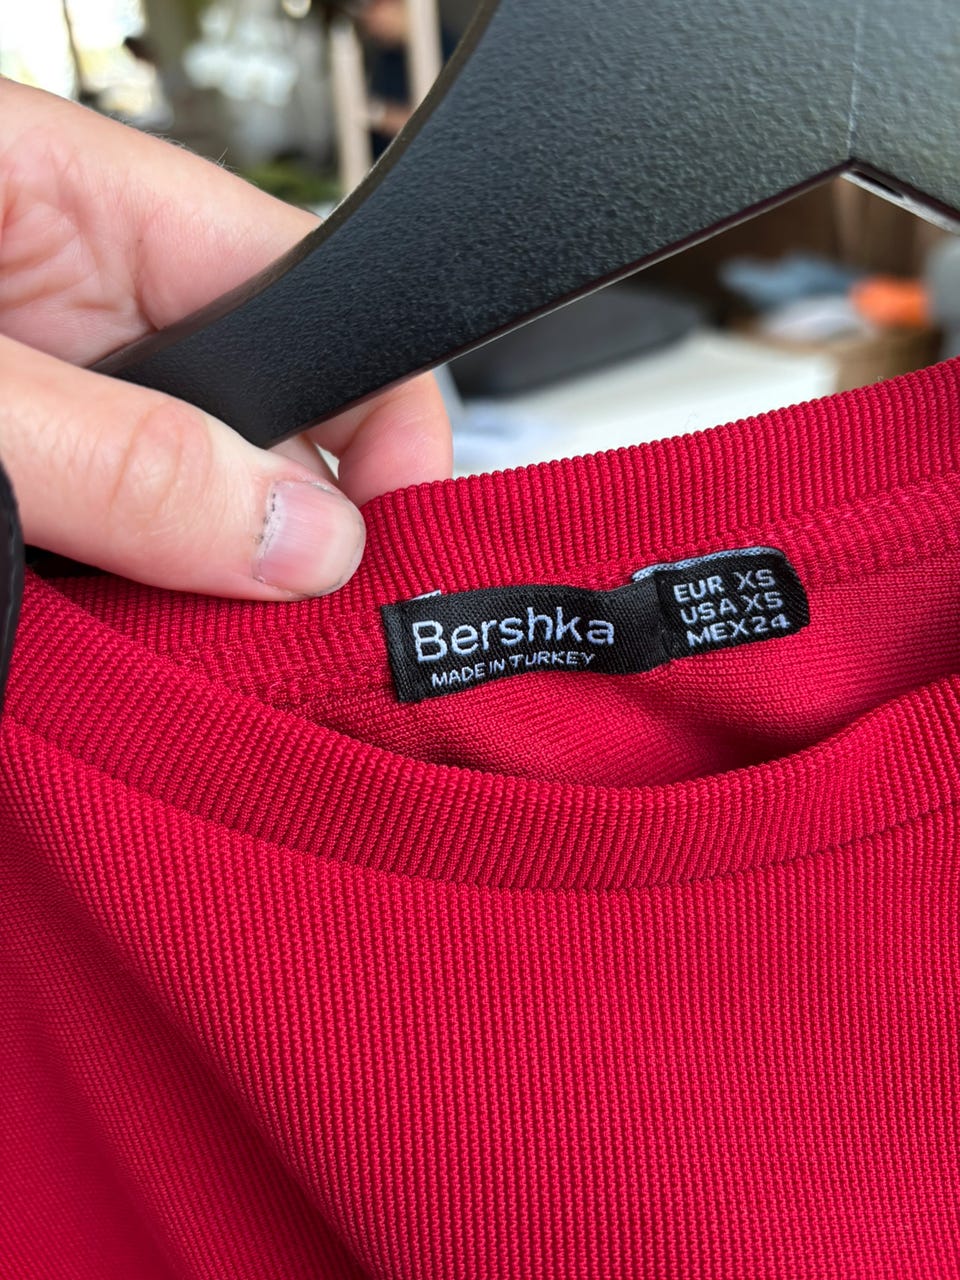 Bershka
MADE IN TURKEY
EUR XS
USA XS
MEX 24